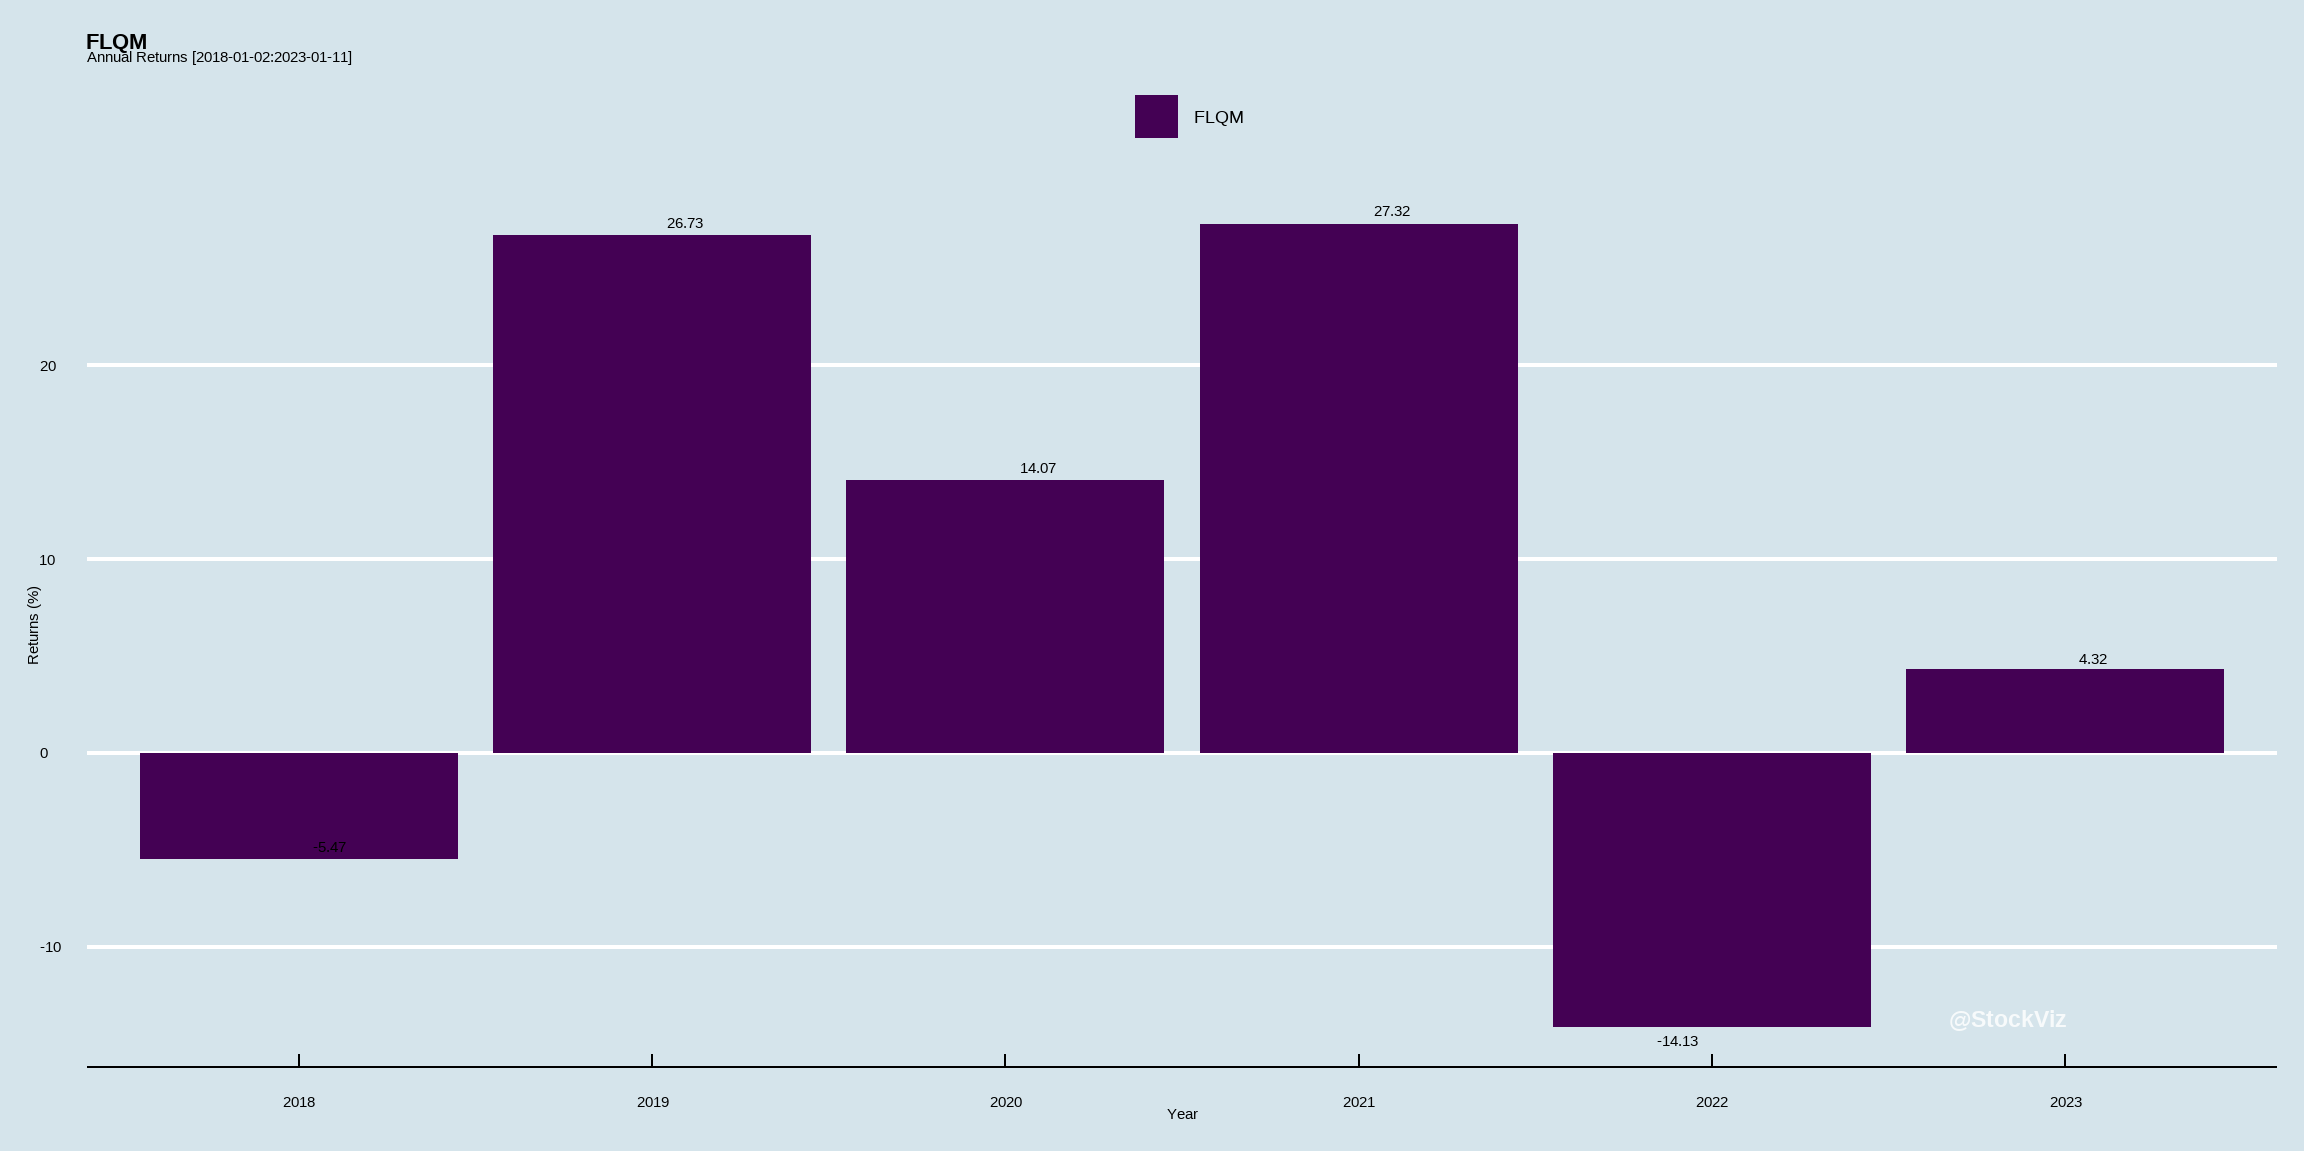 FLQM
Annual Returns [2018-01-02:2023-01-11]
FLQM
27.32
26.73
20
14.07
10
Returns (%)
4.32
0
-5.47
-10
@StockViz
-14.13
2018 2019 2020 2021 2022 2023
Year